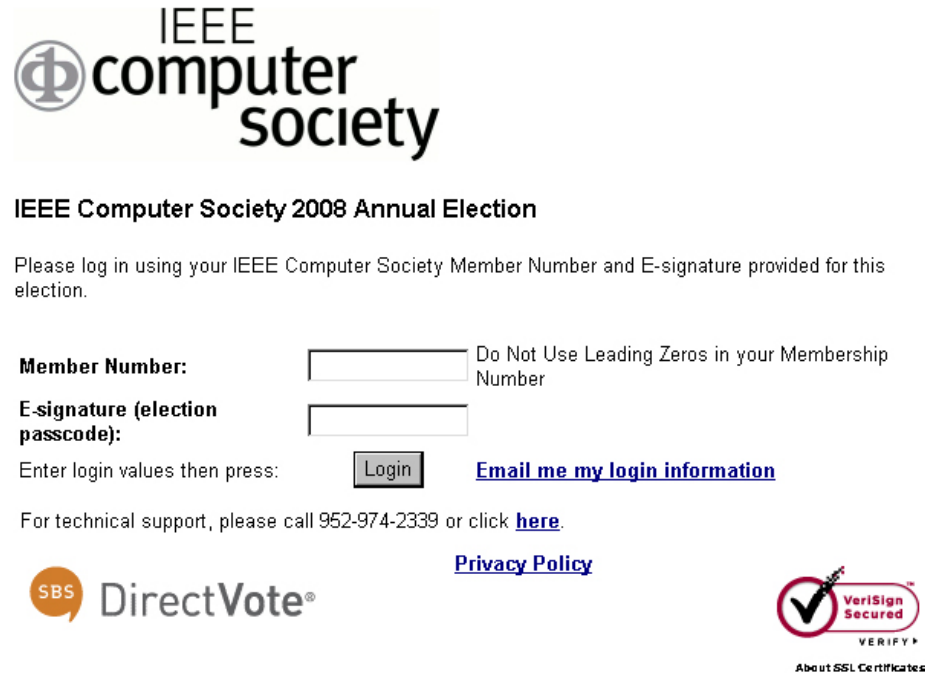 IEEE
computer
society
IEEE Computer Society 2008 Annual Election
Please log in using your IEEE Computer Society Member Number and E-signature provided for this
election.
Member Number:
Do Not Use Leading Zeros in your Membership
Number
E-signature (election
passcode):
Enter login values then press:
Login
Email me my login information
For technical support, please call 952-974-2339 or click here.
Privacy Policy
SBS
DirectVote®
VeriSign™
Secured
VERIFY
About SSL Certificates